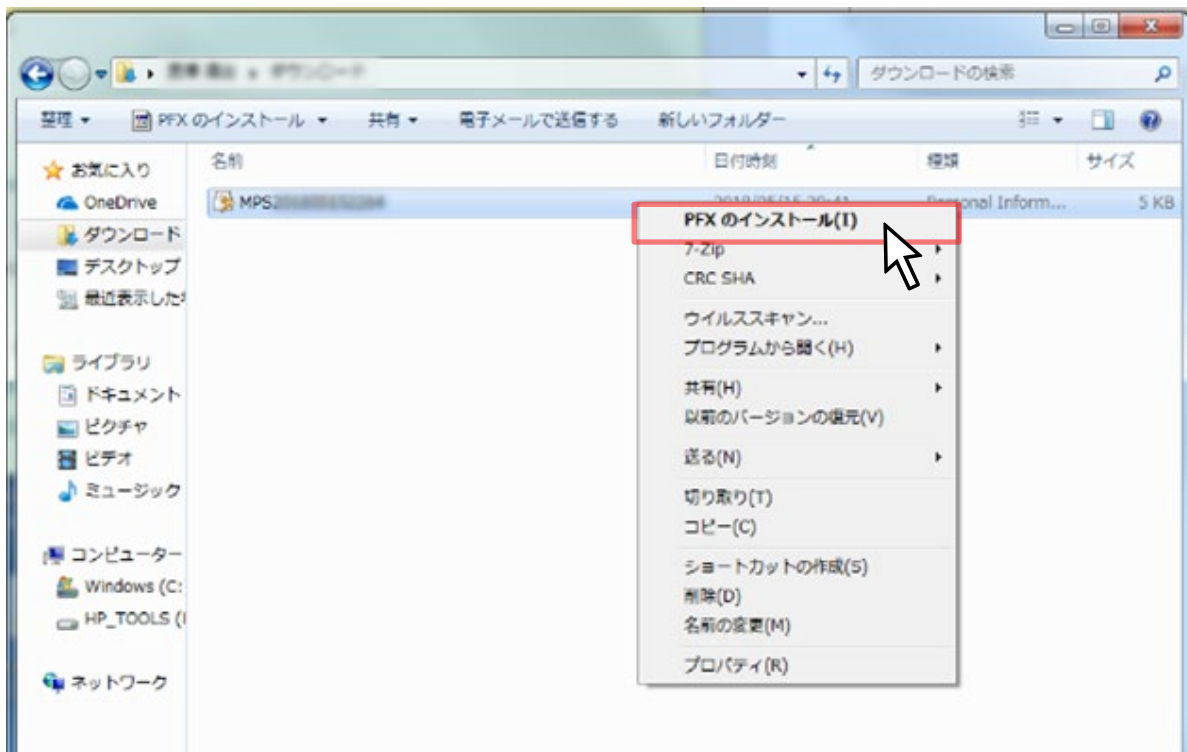 ダウンロードの検索
整理 PFX のインストール 共有 電子メールで送信する 新しいフォルダー
名前 日付時刻 種類 サイズ
お気に入り
OneDrive
ダウンロード
デスクトップ
最近表示した
ライブラリ
ドキュメント
ピクチャ
ビデオ
ミュージック
コンピューター
Windows (C:
HP_TOOLS (
ネットワーク
MPS 2018/05/15 20:41 Personal Inform... 5 KB
PFX のインストール(I)
7-Zip
CRC SHA
ウイルススキャン...
プログラムから開く(H)
共有(H)
以前のバージョンの復元(V)
送る(N)
切り取り(T)
コピー(C)
ショートカットの作成(S)
削除(D)
名前の変更(M)
プロパティ(R)